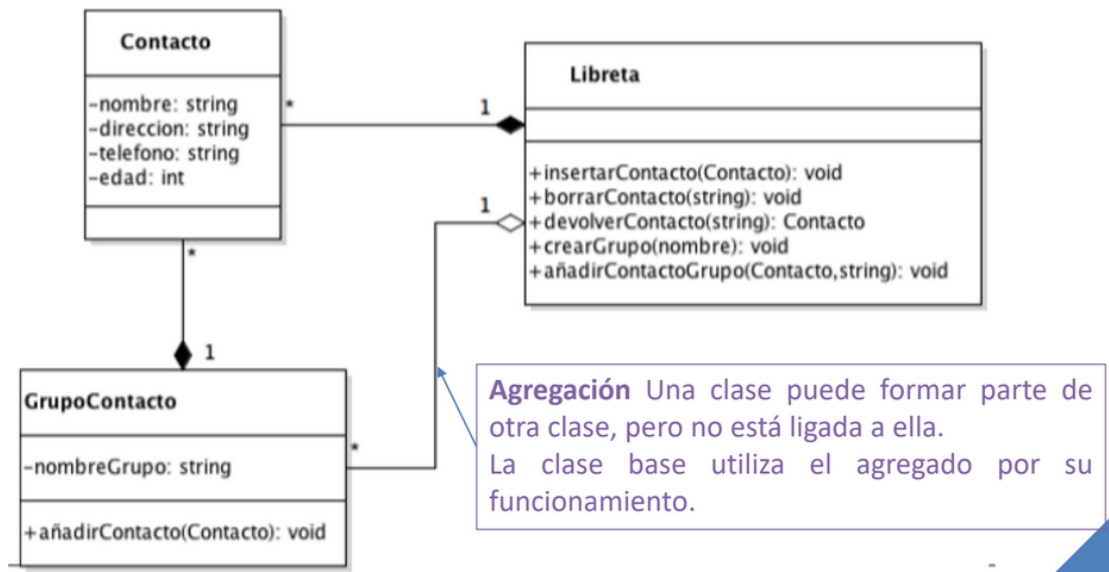 Contacto
-nombre: string
-direccion: string
-telefono: string
-edad: int
*
1
*
Libreta
+insertarContacto(Contacto): void
+borrarContacto(string): void
+devolverContacto(string): Contacto
+crearGrupo(nombre): void
+añadirContactoGrupo(Contacto,string): void
1
1
GrupoContacto
-nombreGrupo: string
+añadirContacto(Contacto): void
*
Agregación Una clase puede formar parte de
otra clase, pero no está ligada a ella.
La clase base utiliza el agregado por su
funcionamiento.